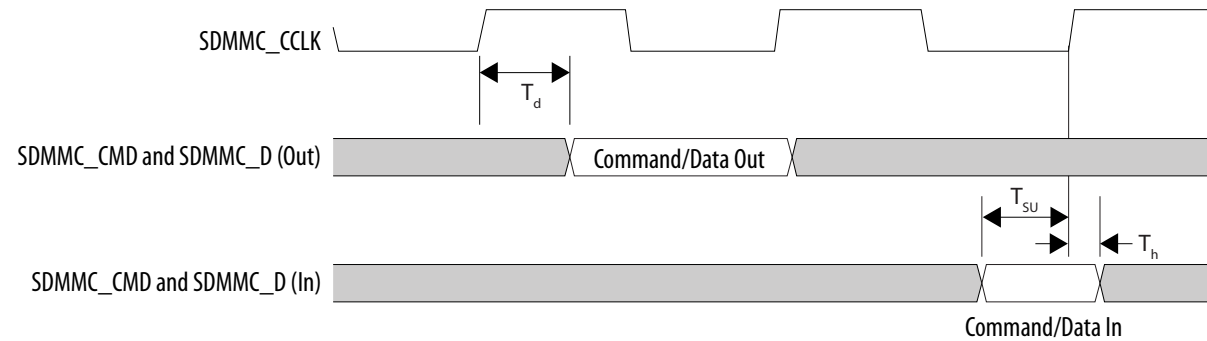 SDMMC_CCLK
T_d
SDMMC_CMD and SDMMC_D (Out)
Command/Data Out
T_SU
T_h
SDMMC_CMD and SDMMC_D (In)
Command/Data In